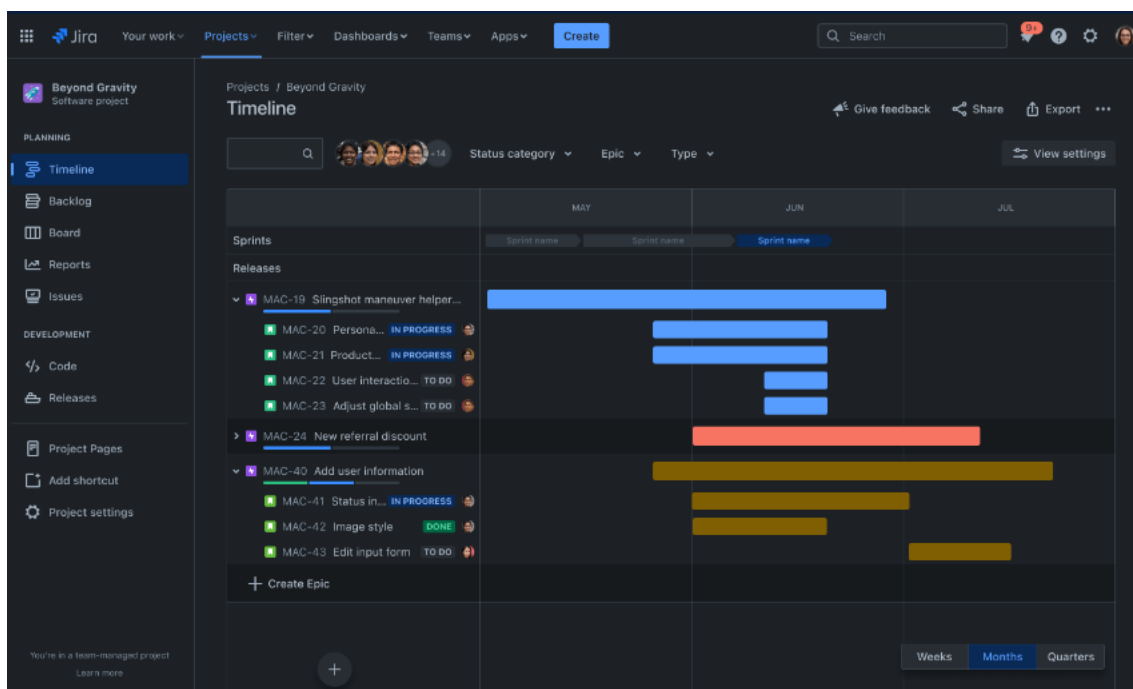 Jira Your work Projects Filter Dashboards Teams Apps Create Search 9+
Beyond Gravity
Software project
PLANNING
Timeline
Backlog
Board
Reports
Issues
DEVELOPMENT
Code
Releases
Project Pages
Add shortcut
Project settings
You're in a team-managed project
Learn more
Projects / Beyond Gravity
Timeline
Give feedback Share Export
+14 Status category Epic Type View settings
MAY JUN JUL
Sprints Sprint name Sprint name Sprint name
Releases
MAC-19 Slingshot maneuver helper...
MAC-20 Persona... IN PROGRESS
MAC-21 Product... IN PROGRESS
MAC-22 User interactio... TO DO
MAC-23 Adjust global s... TO DO
MAC-24 New referral discount
MAC-40 Add user information
MAC-41 Status in... IN PROGRESS
MAC-42 Image style DONE
MAC-43 Edit input form TO DO
+ Create Epic
+
Weeks Months Quarters